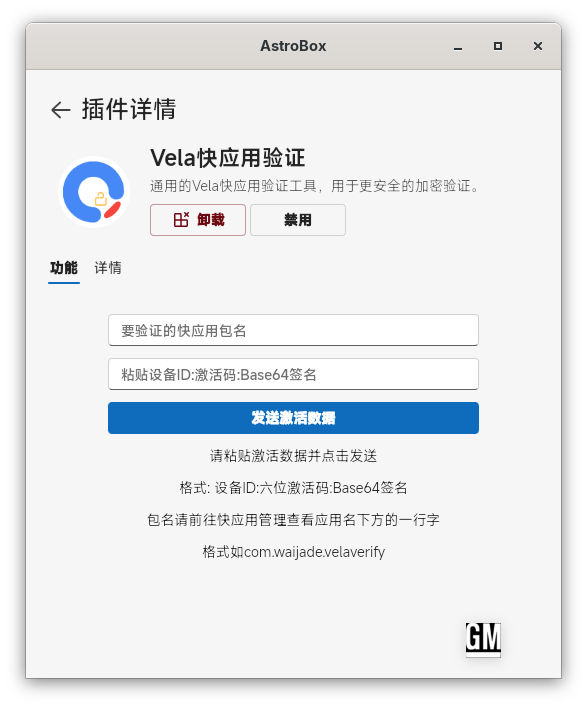 AstroBox
插件详情
Vela快应用验证
通用的Vela快应用验证工具，用于更安全的加密验证。
卸载 禁用
功能 详情
要验证的快应用包名
粘贴设备ID:激活码:Base64签名
发送激活数据
请粘贴激活数据并点击发送
格式: 设备ID:六位激活码:Base64签名
包名请前往快应用管理查看应用名下方的一行字
格式如com.waijade.velaverify
GM